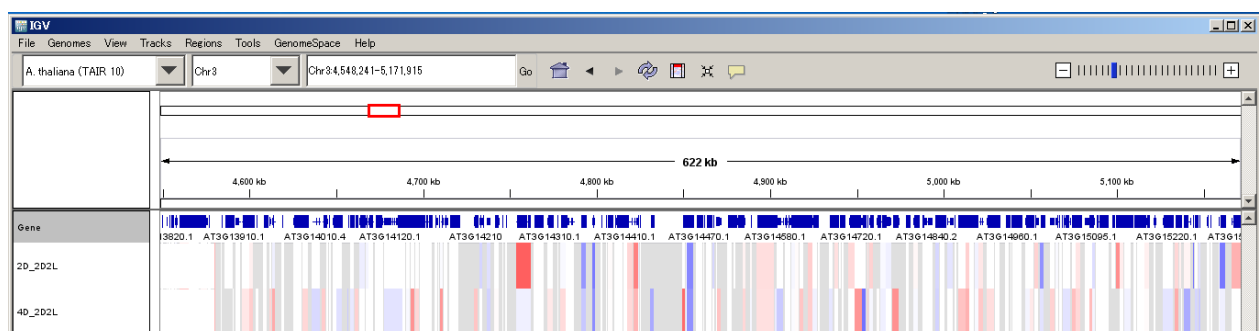 IGV
File Genomes View Tracks Regions Tools GenomeSpace Help
A. thaliana (TAIR 10) Chr3 Chr3:4,548,241-5,171,915 Go
622 kb
4,600 kb 4,700 kb 4,800 kb 4,900 kb 5,000 kb 5,100 kb
Gene
13820.1 AT3G13910.1 AT3G14010.4 AT3G14120.1 AT3G14210 AT3G14310.1 AT3G14410.1 AT3G14470.1 AT3G14580.1 AT3G14720.1 AT3G14840.2 AT3G14960.1 AT3G15095.1 AT3G15220.1
2D_2D2L
4D_2D2L